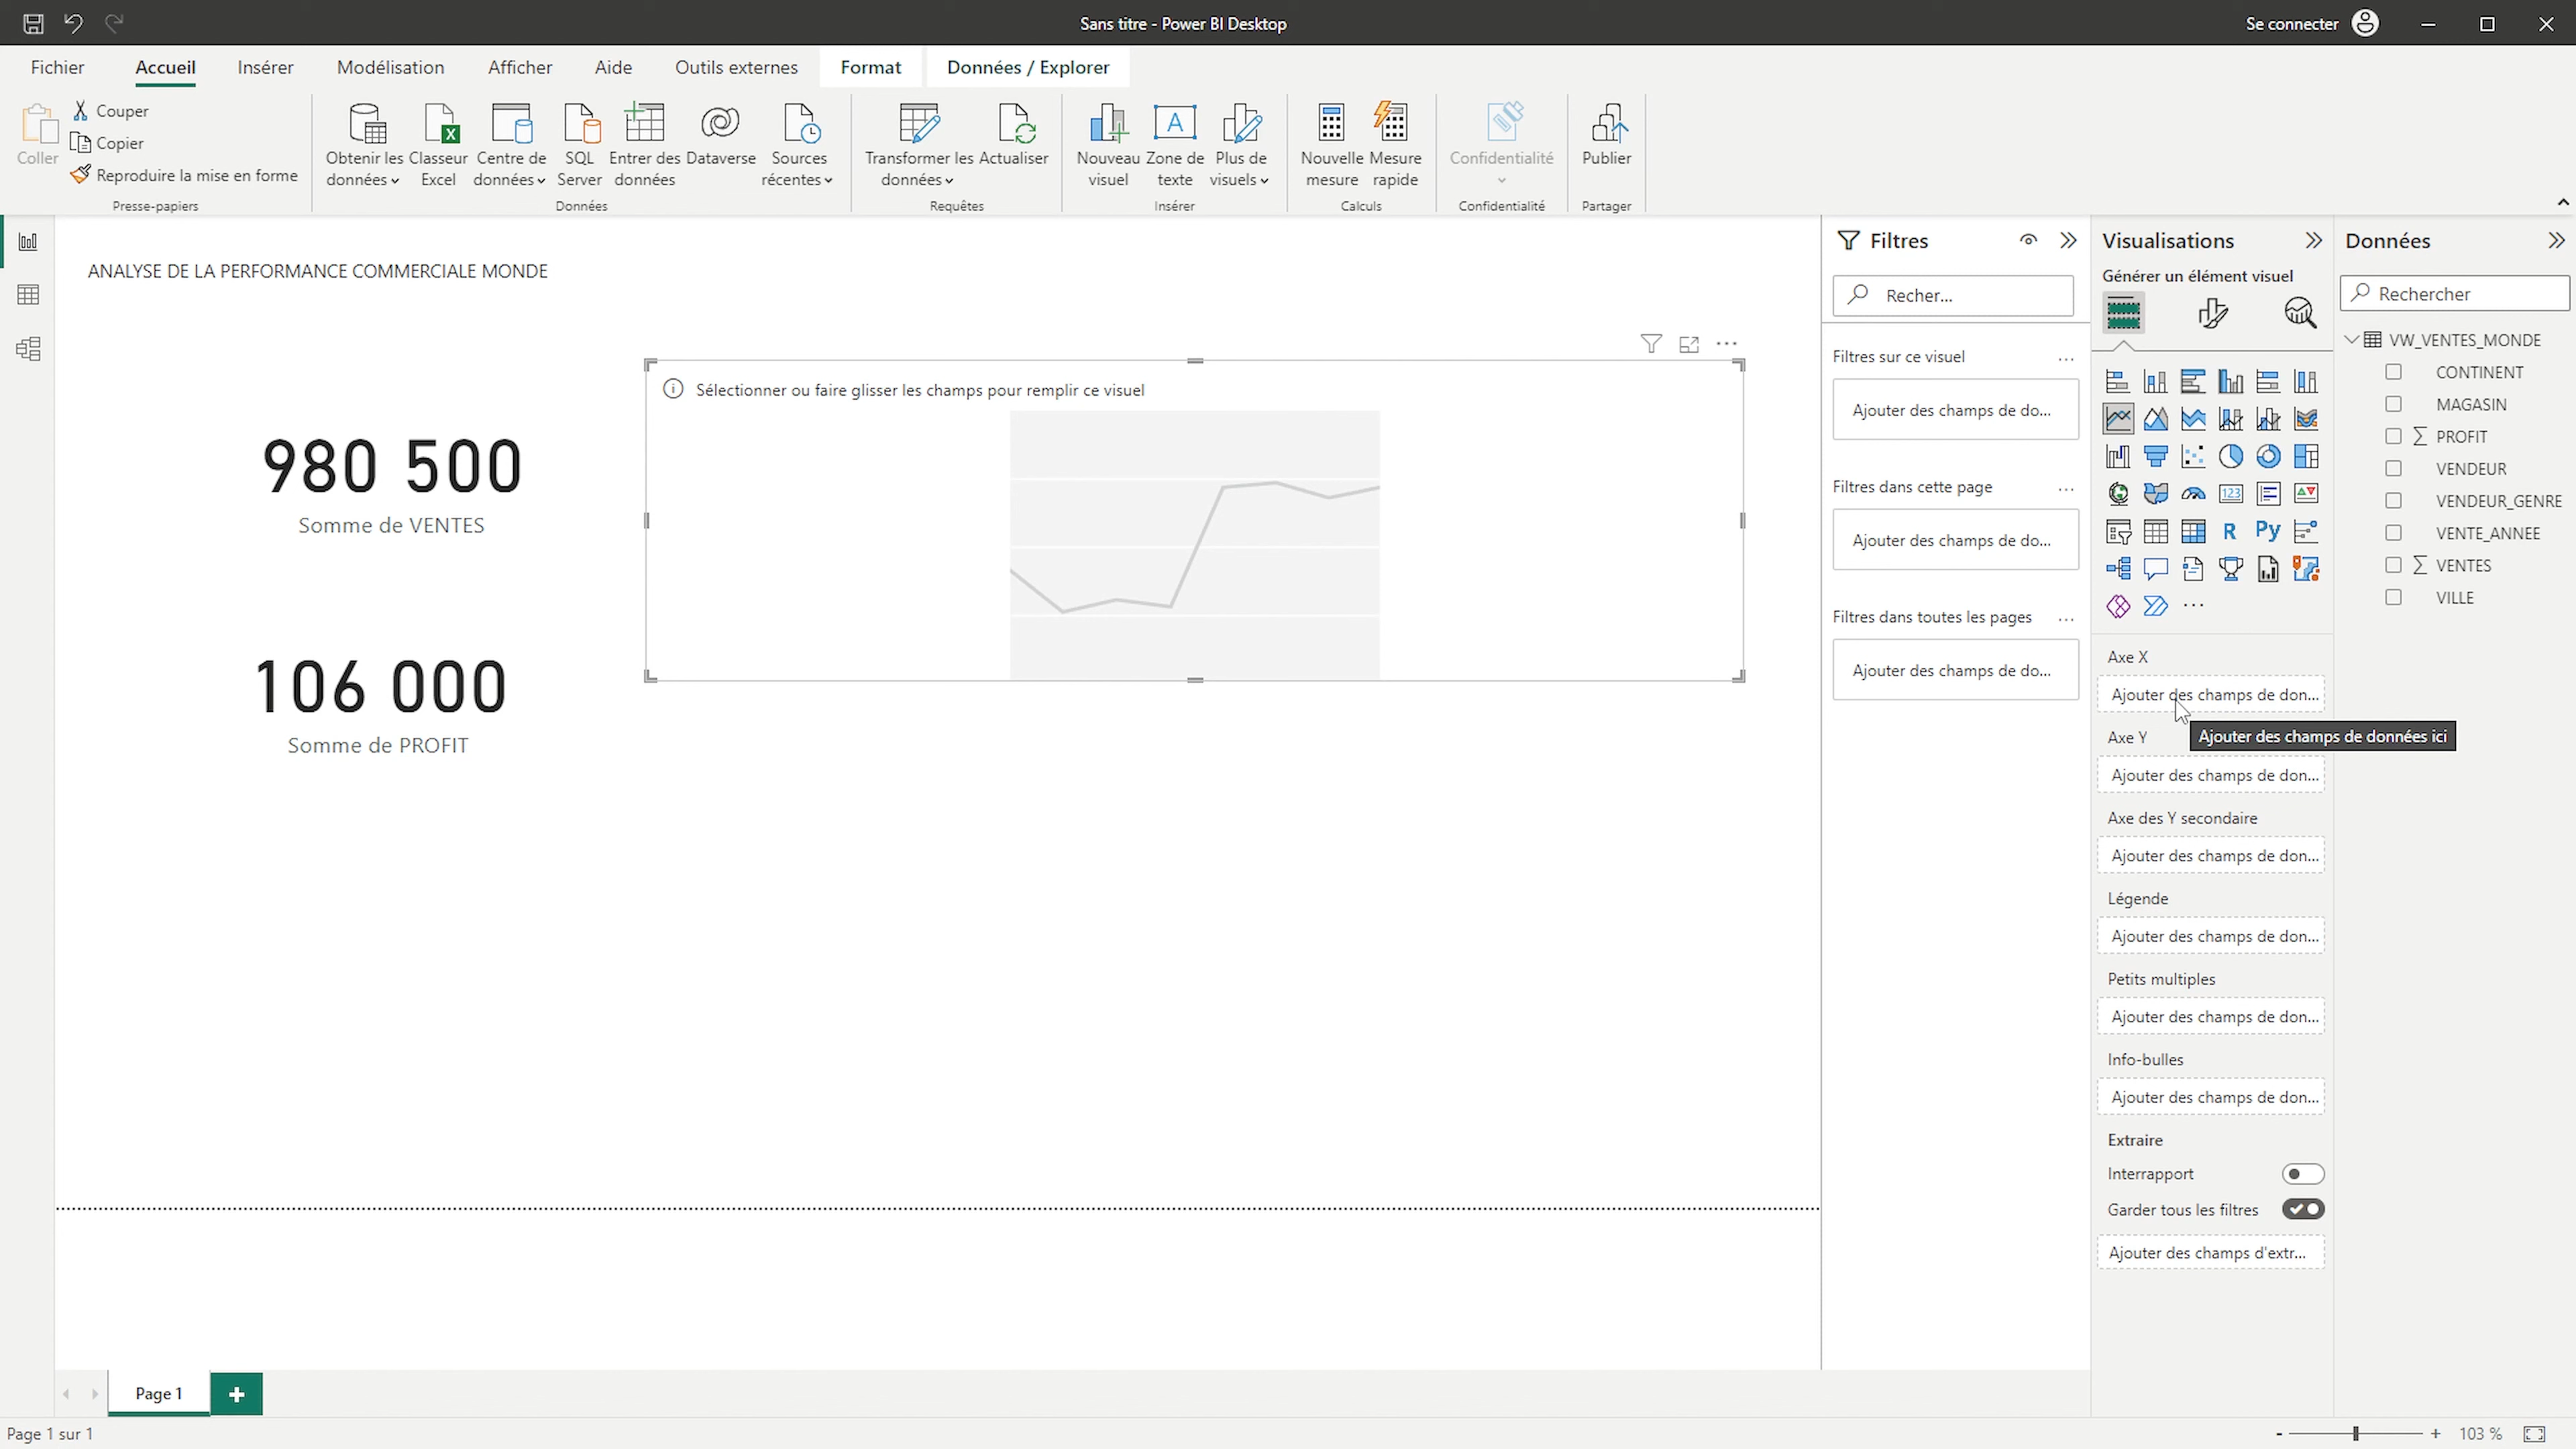 Sans titre - Power BI Desktop
Se connecter
Fichier
Accueil
Insérer
Modélisation
Afficher
Aide
Outils externes
Format
Données / Explorer
Coller
Couper
Copier
Reproduire la mise en forme
Presse-papiers
Obtenir les
données
Classeur
Excel
Centre de
données
SQL
Server
Entrer des
données
Dataverse
Sources
récentes
Données
Transformer les
données
Actualiser
Requêtes
Nouveau
visuel
A
Zone de
texte
Plus de
visuels
Insérer
Nouvelle
mesure
Mesure
rapide
Calculs
Confidentialité
Confidentialité
Publier
Partager
ANALYSE DE LA PERFORMANCE COMMERCIALE MONDE
980 500
Somme de VENTES
106 000
Somme de PROFIT
Sélectionner ou faire glisser les champs pour remplir ce visuel
Filtres
Recher...
Filtres sur ce visuel
Ajouter des champs de do...
Filtres dans cette page
Ajouter des champs de do...
Filtres dans toutes les pages
Ajouter des champs de do...
Visualisations
Générer un élément visuel
123
R
Py
Axe X
Ajouter des champs de don...
Ajouter des champs de données ici
Axe Y
Ajouter des champs de don...
Axe des Y secondaire
Ajouter des champs de don...
Légende
Ajouter des champs de don...
Petits multiples
Ajouter des champs de don...
Info-bulles
Ajouter des champs de don...
Extraire
Interrapport
Garder tous les filtres
Ajouter des champs d'extr...
Données
Rechercher
VW_VENTES_MONDE
CONTINENT
MAGASIN
∑ PROFIT
VENDEUR
VENDEUR_GENRE
VENTE_ANNEE
∑ VENTES
VILLE
Page 1
Page 1 sur 1
- + 103 %